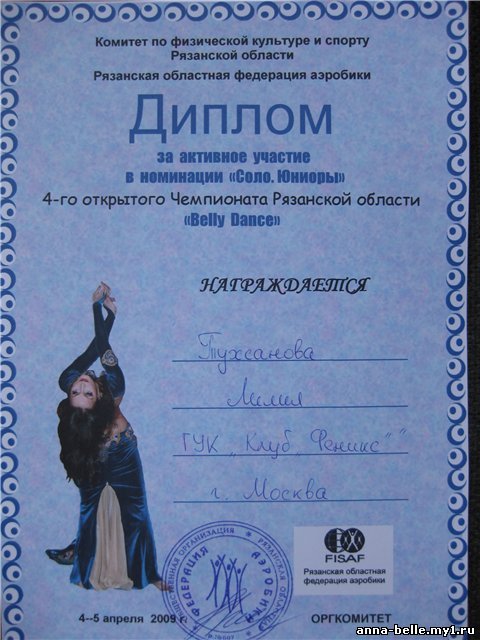 Комитет по физической культуре и спорту
Рязанской области
Рязанская областная федерация аэробики
Диплом
за активное участие
в номинации «Соло. Юниоры»
4-го открытого Чемпионата Рязанской области
«Belly Dance»
НАГРАЖДАЕТСЯ
Тухсанова
Лилия
ГУК „Клуб „Феникс""
г. Москва
FISAF
Рязанская областная
федерация аэробики
ФЕДЕРАЦИЯ АЭРОБИКИ
4--5 апреля 2009 г.
ОРГКОМИТЕТ
anna-belle.my1.ru